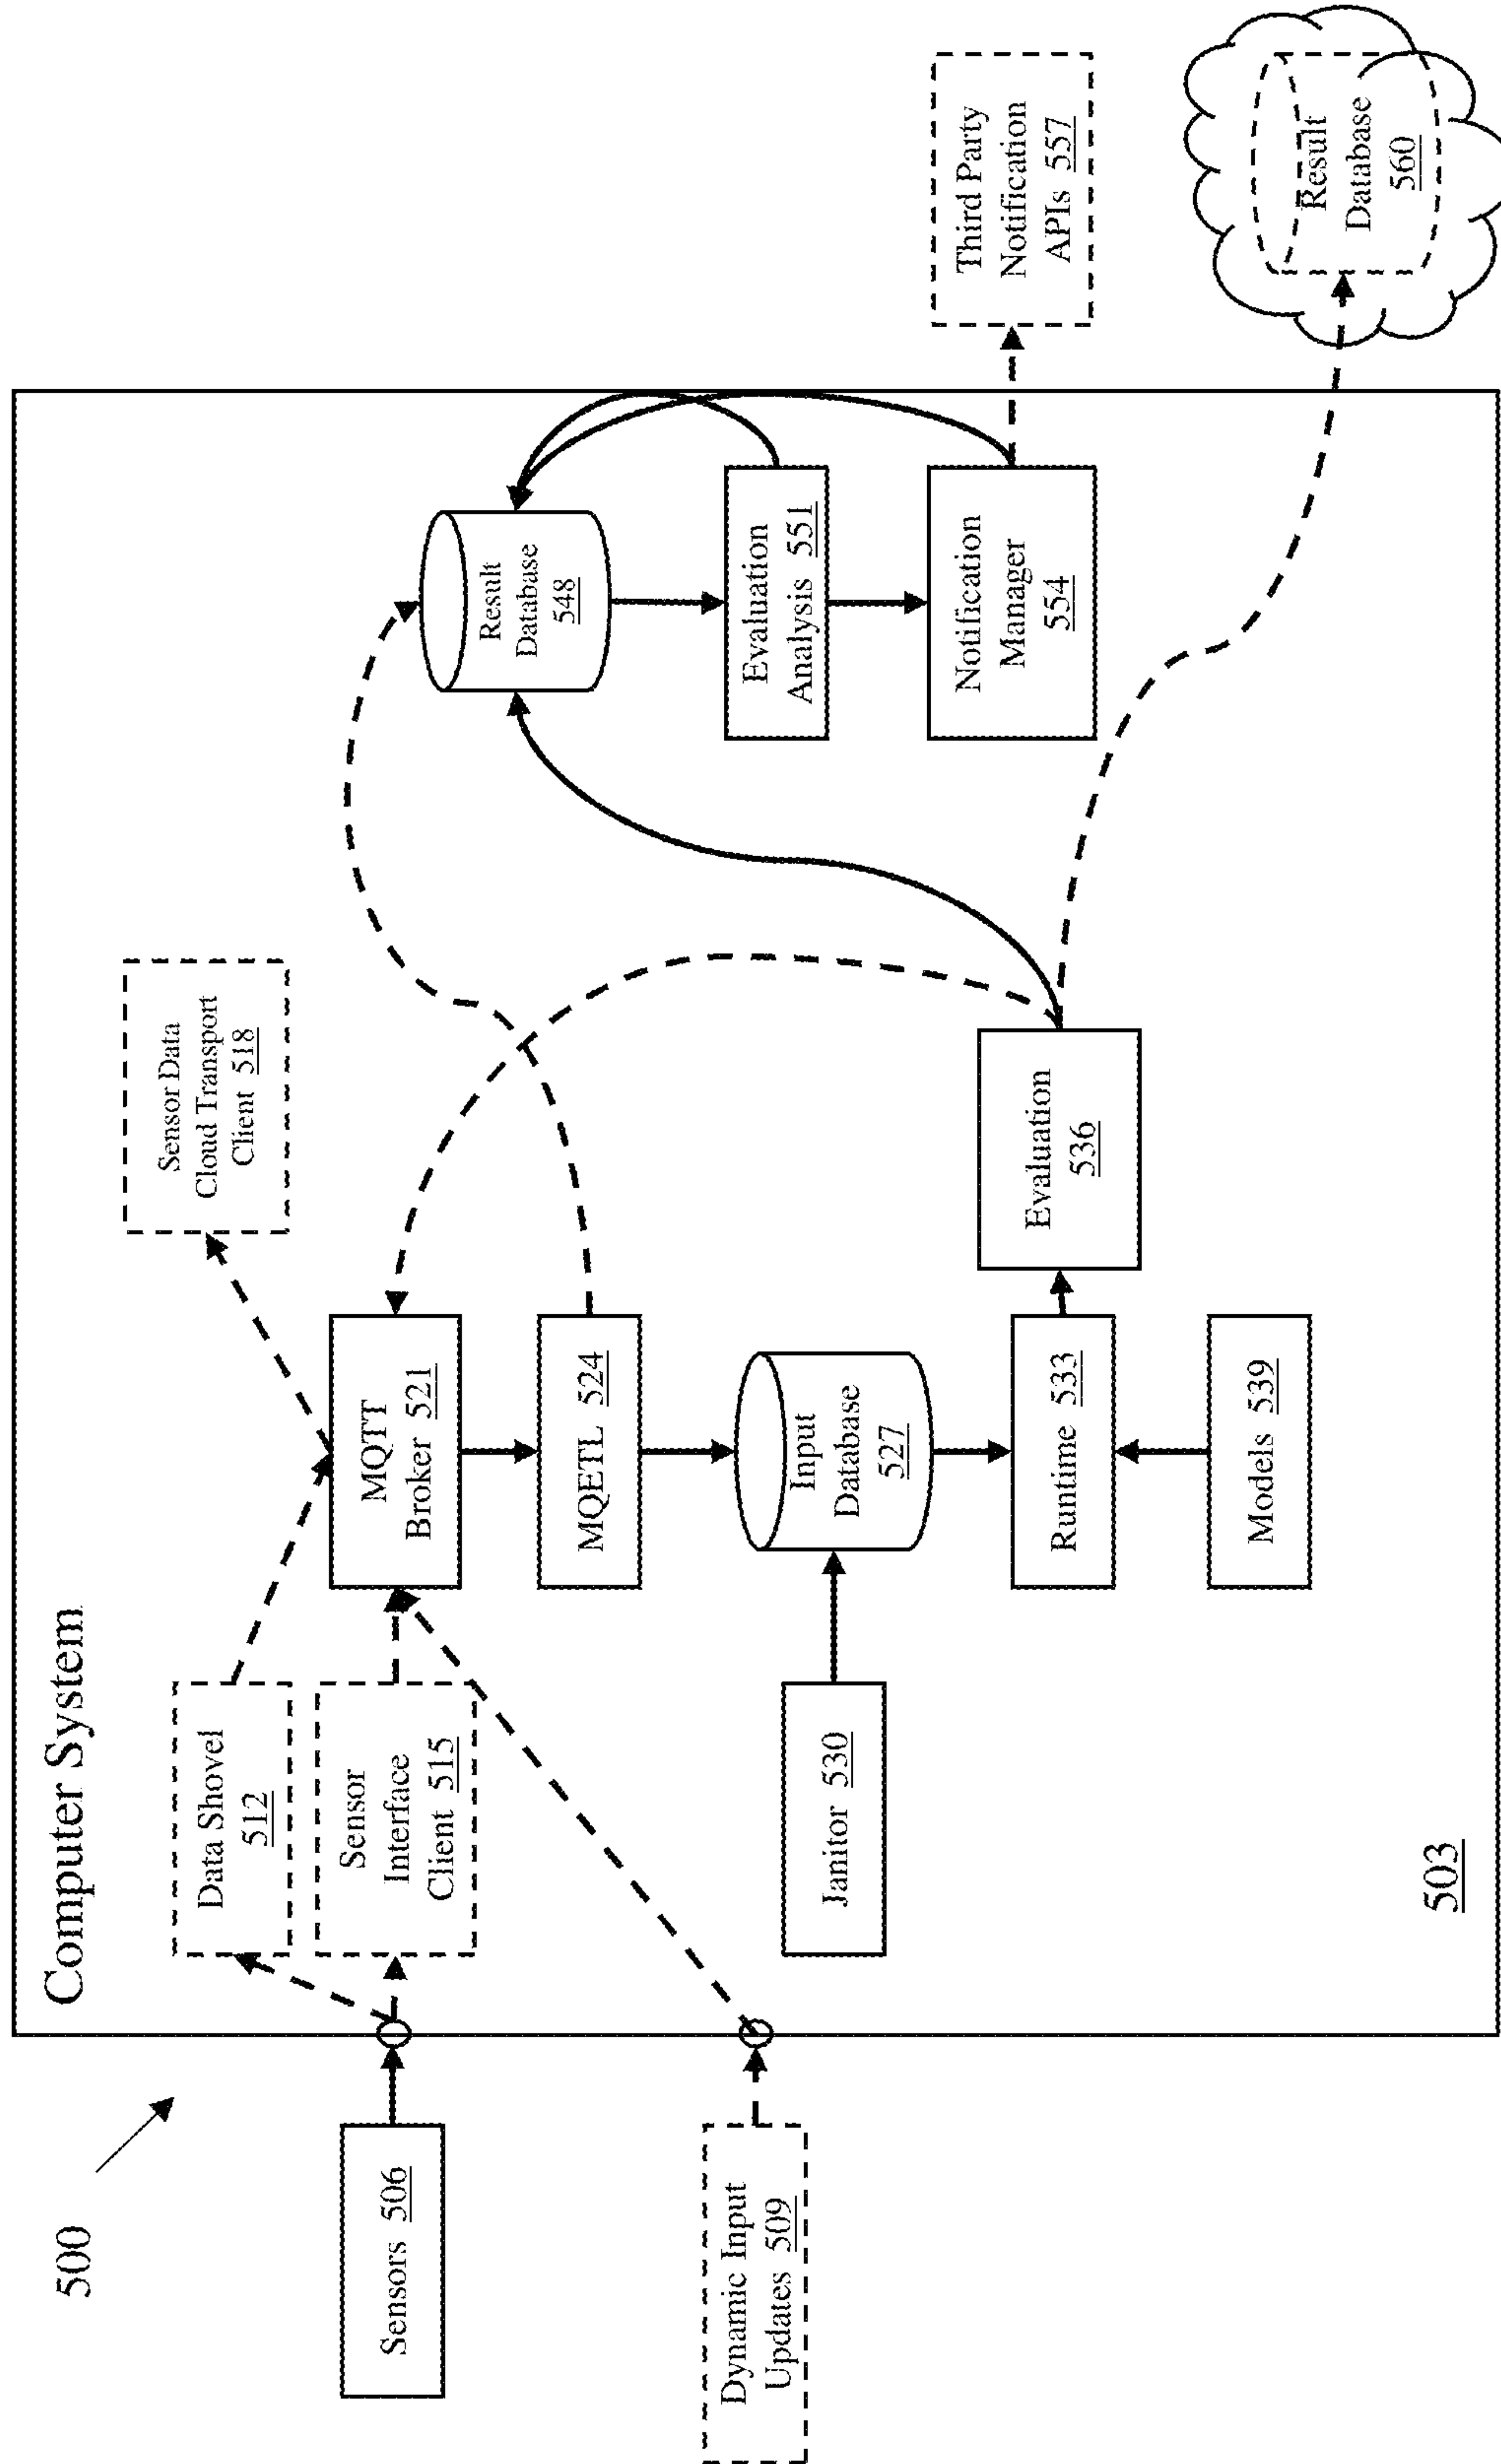 500
Computer System
Sensors 506
Dynamic Input
Updates 509
Data Shovel
512
Sensor
Interface
Client 515
Sensor Data
Cloud Transport
Client 518
MQTT
Broker 521
MQETL 524
Input
Database
527
Janitor 530
Runtime 533
Models 539
Evaluation
536
Result
Database
548
Evaluation
Analysis 551
Notification
Manager
554
Third Party
Notification
APIs 557
Result
Database
560
503